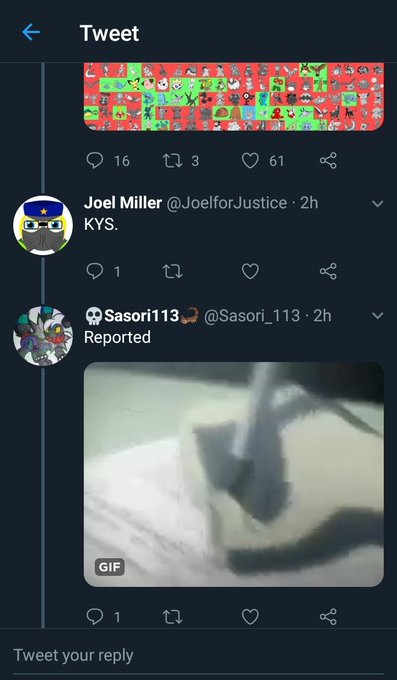 Tweet
16 3 61
Joel Miller @JoelforJustice · 2h
KYS.
1
💀Sasori113🦂 @Sasori_113 · 2h
Reported
GIF
1
Tweet your reply